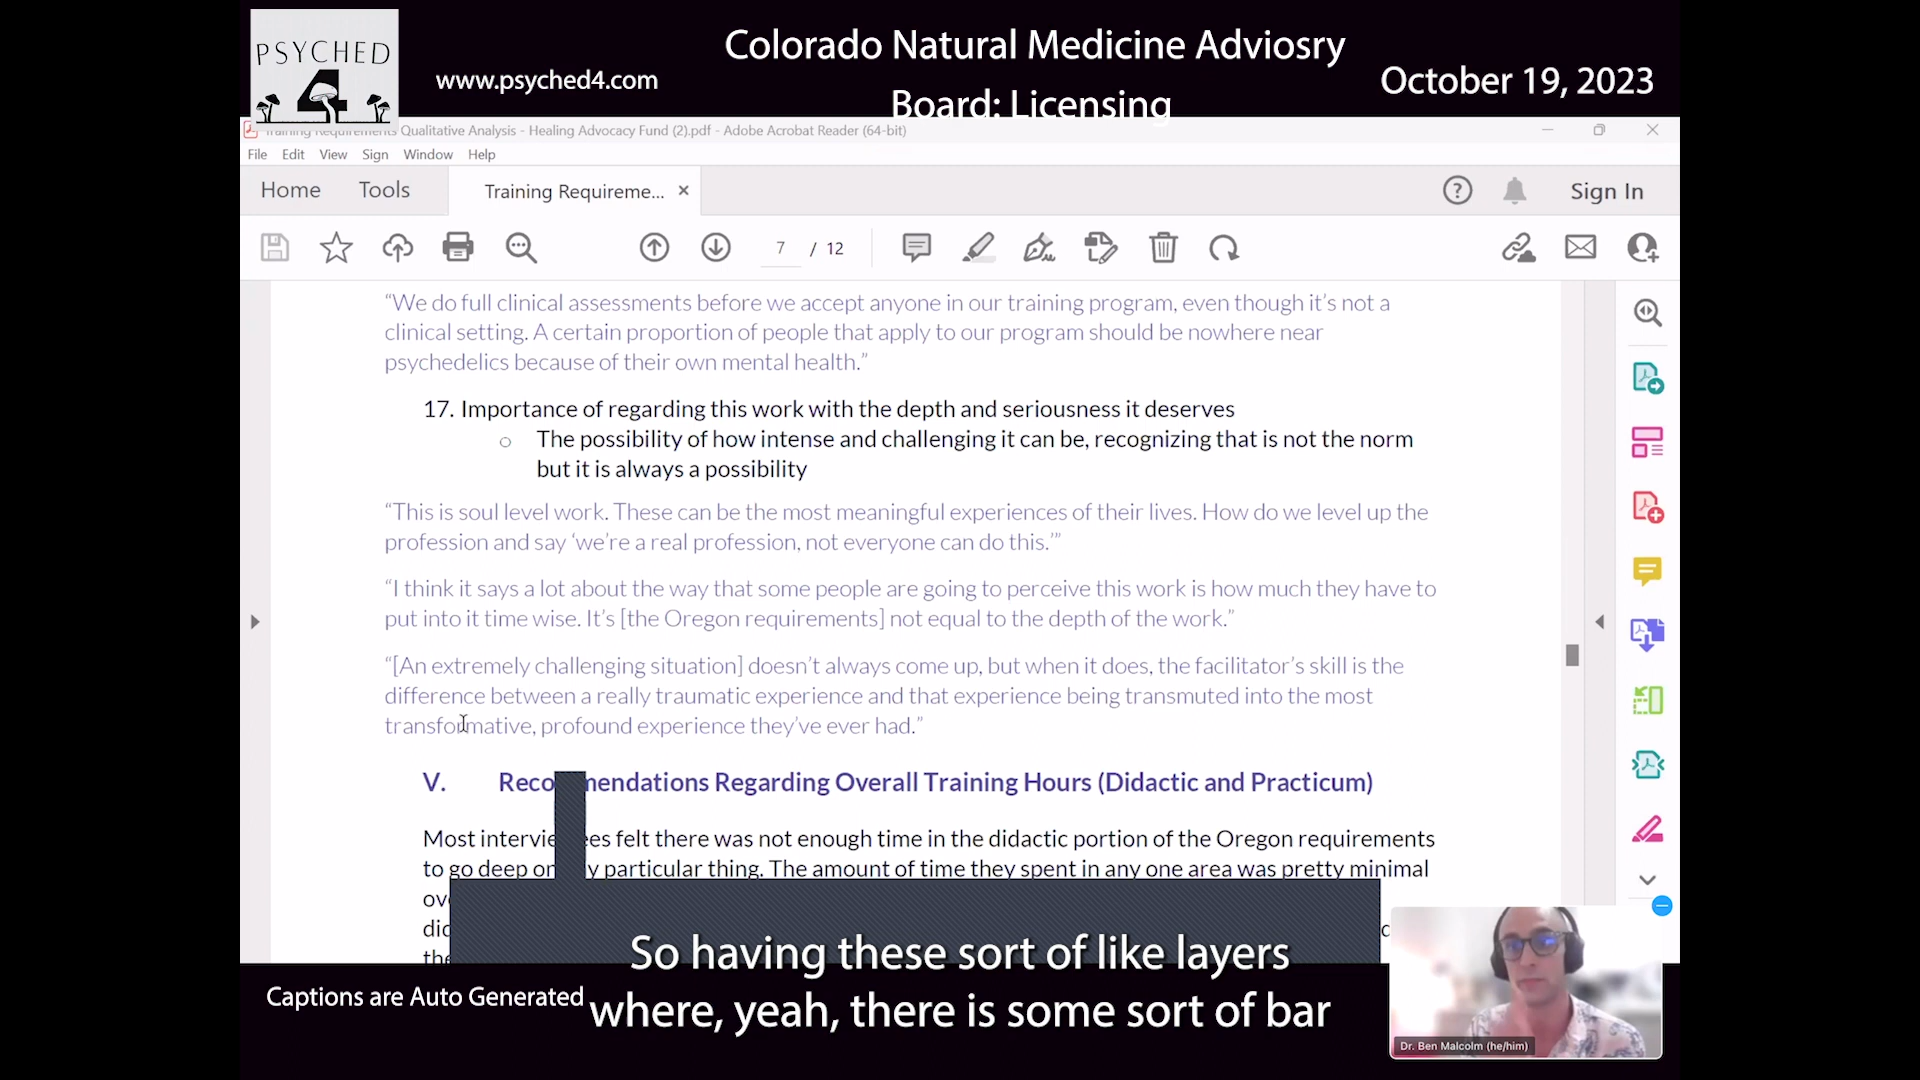 PSYCHED
4
www.psyched4.com
Colorado Natural Medicine Adviosry
Board: Licensing
October 19, 2023
Training Requirements Qualitative Analysis - Healing Advocacy Fund (2).pdf - Adobe Acrobat Reader (64-bit)
File Edit View Sign Window Help
Home Tools Training Requireme... × Sign In
7 / 12
“We do full clinical assessments before we accept anyone in our training program, even though it’s not a
clinical setting. A certain proportion of people that apply to our program should be nowhere near
psychedelics because of their own mental health.”
17. Importance of regarding this work with the depth and seriousness it deserves
○ The possibility of how intense and challenging it can be, recognizing that is not the norm
but it is always a possibility
“This is soul level work. These can be the most meaningful experiences of their lives. How do we level up the
profession and say ‘we’re a real profession, not everyone can do this.’”
“I think it says a lot about the way that some people are going to perceive this work is how much they have to
put into it time wise. It’s [the Oregon requirements] not equal to the depth of the work.”
“[An extremely challenging situation] doesn’t always come up, but when it does, the facilitator’s skill is the
difference between a really traumatic experience and that experience being transmuted into the most
transformative, profound experience they’ve ever had.”
V. Recommendations Regarding Overall Training Hours (Didactic and Practicum)
Most interviewees felt there was not enough time in the didactic portion of the Oregon requirements
to go deep on particular thing. The amount of time they spent in any one area was pretty minimal
So having these sort of like layers
where, yeah, there is some sort of bar
Captions are Auto Generated
Dr. Ben Malcolm (he/him)